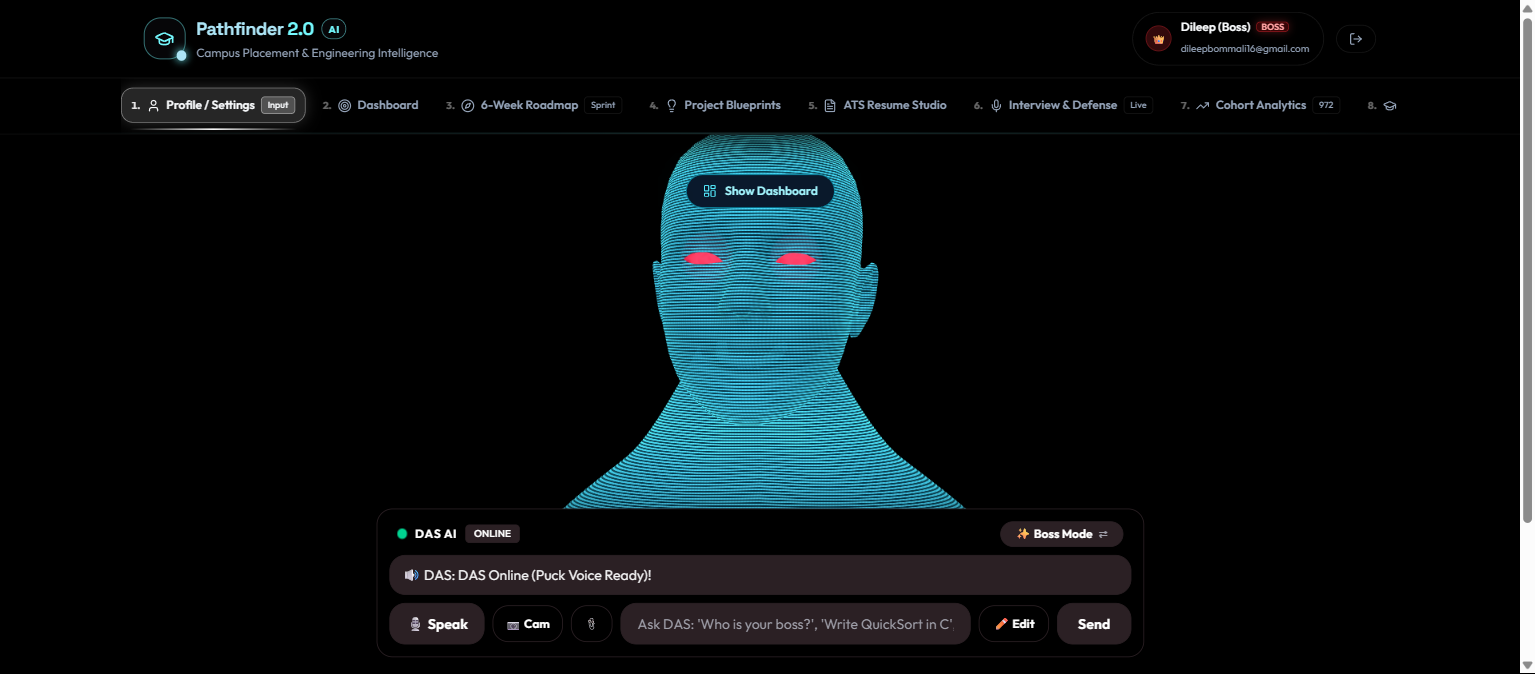 Pathfinder 2.0 AI
Campus Placement & Engineering Intelligence
Dileep (Boss) BOSS
dileepbommali16@gmail.com
1. Profile / Settings Input
2. Dashboard
3. 6-Week Roadmap Sprint
4. Project Blueprints
5. ATS Resume Studio
6. Interview & Defense Live
7. Cohort Analytics 972
8.
Show Dashboard
DAS AI ONLINE
✨ Boss Mode ⇄
🔊 DAS: DAS Online (Puck Voice Ready)!
🎙️ Speak
📷 Cam
Ask DAS: 'Who is your boss?', 'Write QuickSort in C',
✏️ Edit
Send